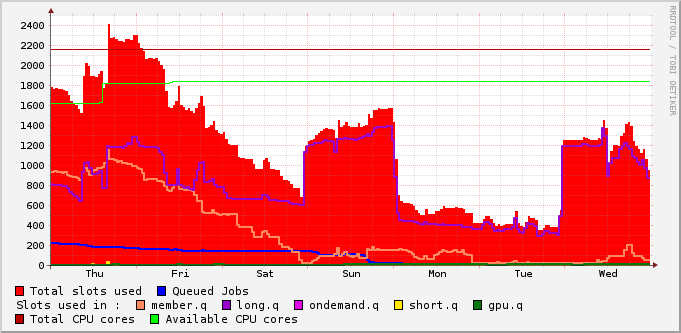 RRDTOOL / TOBI OETIKER
2400
2200
2000
1800
1600
1400
1200
1000
800
600
400
200
0
Thu Fri Sat Sun Mon Tue Wed
Total slots used Queued Jobs
Slots used in : member.q long.q ondemand.q short.q gpu.q
Total CPU cores Available CPU cores